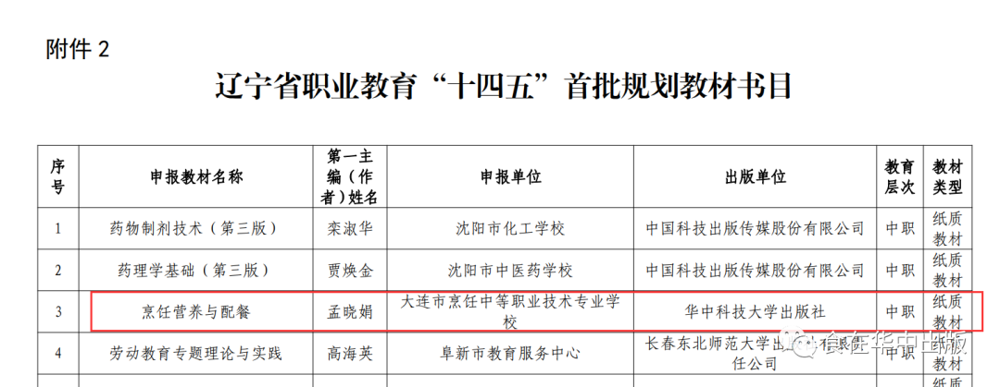 附件 2
辽宁省职业教育“十四五”首批规划教材书目
序号 申报教材名称 第一主编（作者)姓名 申报单位 出版单位 教育层次 教材类型
1 药物制剂技术（第三版） 栾淑华 沈阳市化工学校 中国科技出版传媒股份有限公司 中职 纸质教材
2 药理学基础（第三版） 贾焕金 沈阳市中医药学校 中国科技出版传媒股份有限公司 中职 纸质教材
3 烹饪营养与配餐 孟晓娟 大连市烹饪中等职业技术专业学校 华中科技大学出版社 中职 纸质教材
4 劳动教育专题理论与实践 高海英 阜新市教育服务中心 长春东北师范大学出版社有限责任公司 中职 纸质教材
食在华中出版